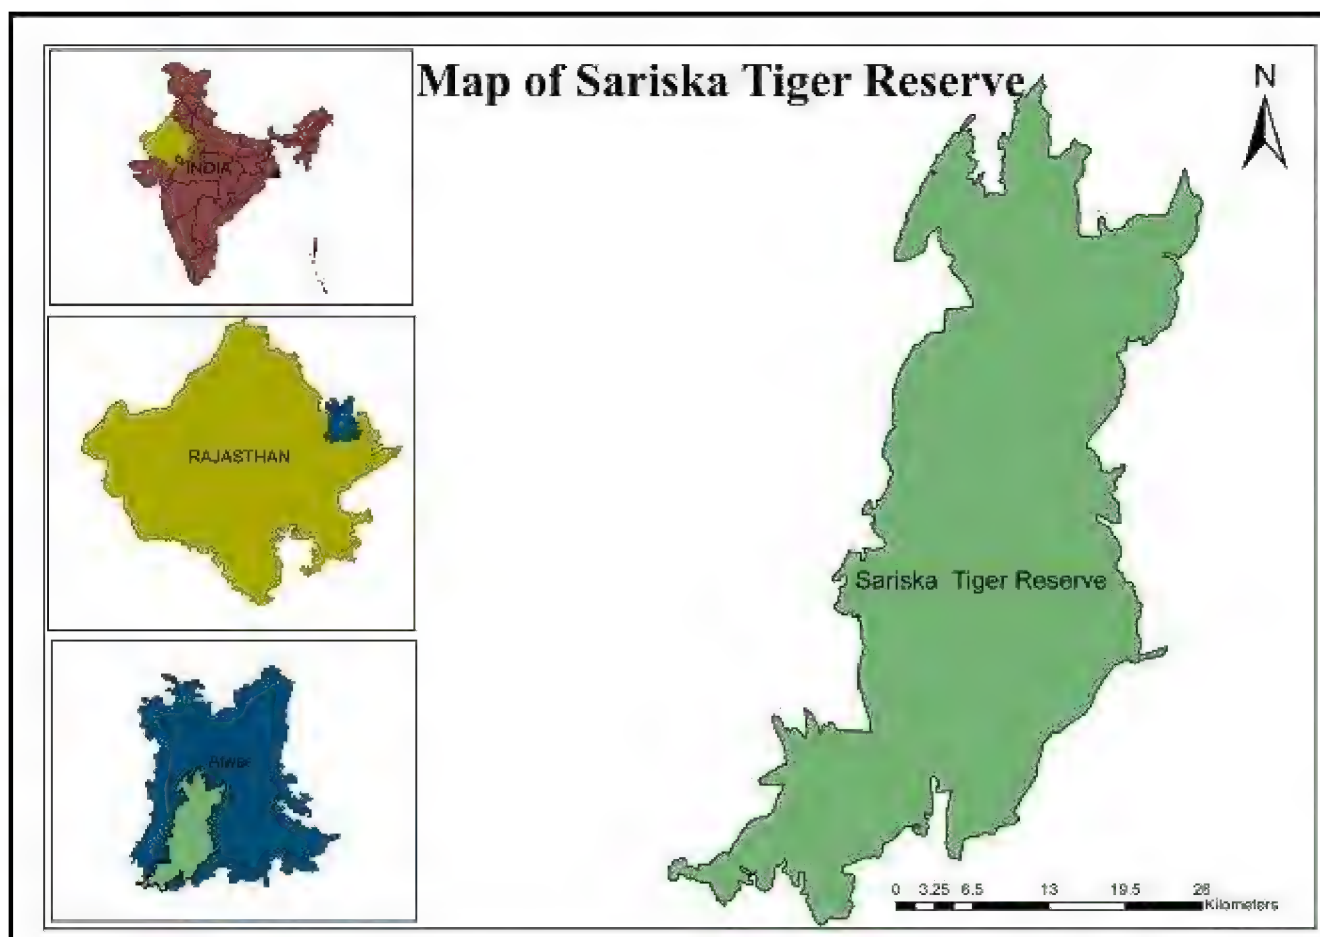 Map of Sariska Tiger Reserve
N
INDIA
RAJASTHAN
Alwar
Sariska Tiger Reserve
0 3.25 6.5 13 19.5 26
Kilometers